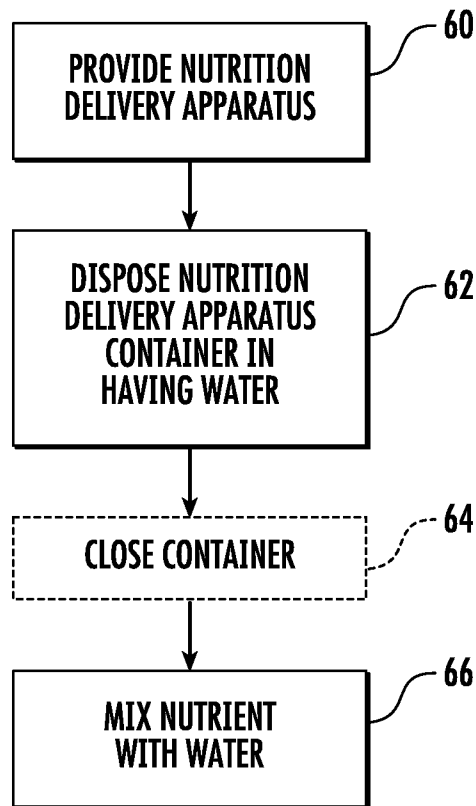 60
PROVIDE NUTRITION
DELIVERY APPARATUS
62
DISPOSE NUTRITION
DELIVERY APPARATUS
CONTAINER IN
HAVING WATER
64
CLOSE CONTAINER
66
MIX NUTRIENT
WITH WATER